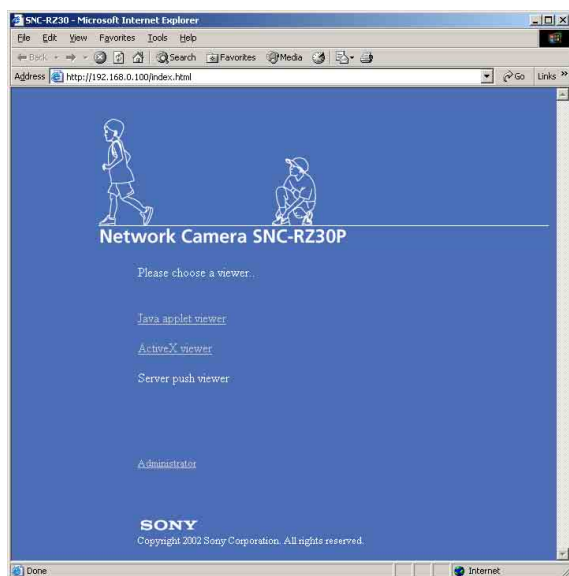 SNC-RZ30 - Microsoft Internet Explorer
File Edit View Favorites Tools Help
Back Search Favorites Media
Address http://192.168.0.100/index.html Go Links »
Network Camera SNC-RZ30P
Please choose a viewer..
Java applet viewer
ActiveX viewer
Server push viewer
Administrator
SONY
Copyright 2002 Sony Corporation. All rights reserved.
Done Internet